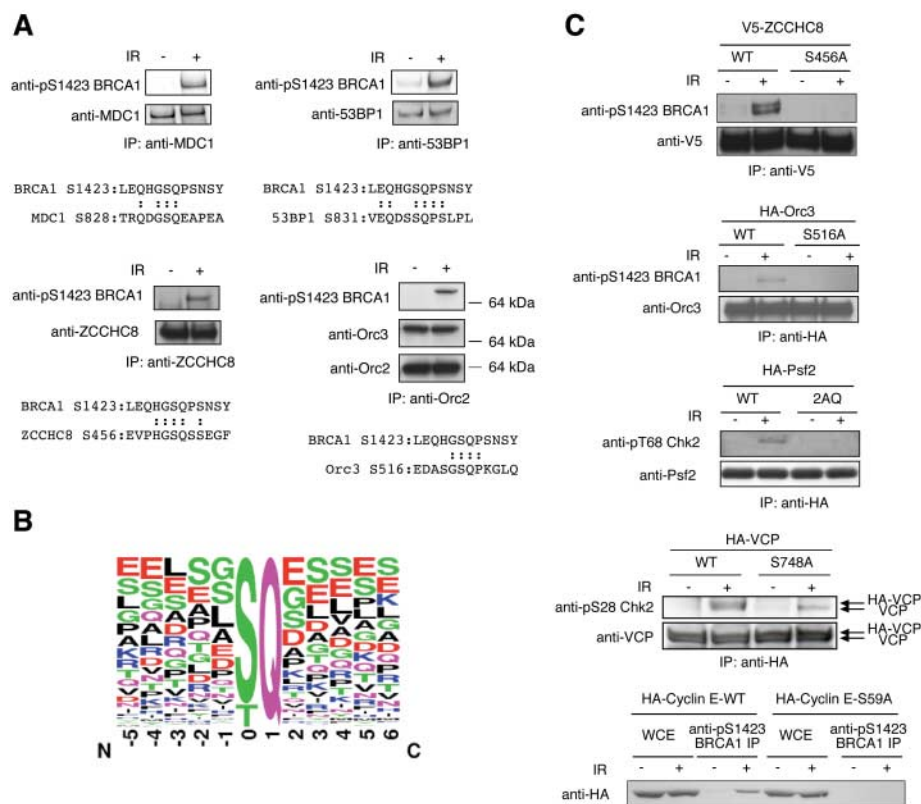 A
IR - +
anti-pS1423 BRCA1
anti-MDC1
IP: anti-MDC1
BRCA1 S1423:LEQHGSQPSNSY
: :::
MDC1 S828:TRQDGSQEAPEA
IR - +
anti-pS1423 BRCA1
anti-53BP1
IP: anti-53BP1
BRCA1 S1423:LEQHGSQPSNSY
:: ::::
53BP1 S831:VEQDSSQPSLPL
IR - +
anti-pS1423 BRCA1
anti-ZCCHC8
IP: anti-ZCCHC8
BRCA1 S1423:LEQHGSQPSNSY
:::: :
ZCCHC8 S456:EVPHGSQSSEGF
IR - +
anti-pS1423 BRCA1
64 kDa
anti-Orc3
64 kDa
anti-Orc2
64 kDa
IP: anti-Orc2
BRCA1 S1423:LEQHGSQPSNSY
::::
Orc3 S516:EDASGSQPKGLQ
B
N -5 -4 -3 -2 -1 0 1 2 3 4 5 6 C
E E L S G S Q E S S E S
T
C
V5-ZCCHC8
WT S456A
IR - + - +
anti-pS1423 BRCA1
anti-V5
IP: anti-V5
HA-Orc3
WT S516A
IR - + - +
anti-pS1423 BRCA1
anti-Orc3
IP: anti-HA
HA-Psf2
WT 2AQ
IR - + - +
anti-pT68 Chk2
anti-Psf2
IP: anti-HA
HA-VCP
WT S748A
IR - + - +
anti-pS28 Chk2
HA-VCP
VCP
anti-VCP
HA-VCP
VCP
IP: anti-HA
HA-Cyclin E-WT HA-Cyclin E-S59A
WCE anti-pS1423 BRCA1 IP WCE anti-pS1423 BRCA1 IP
IR - + - + - + - +
anti-HA